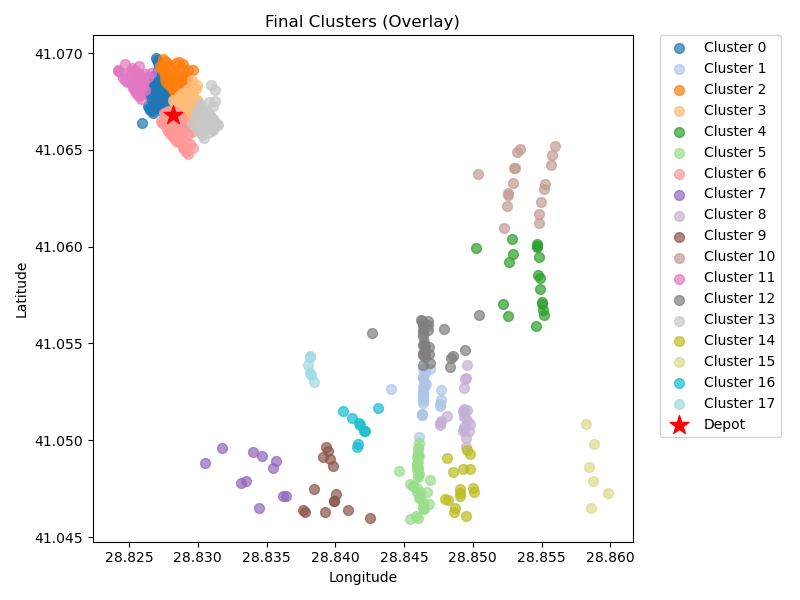 Final Clusters (Overlay)
41.070
41.065
41.060
41.055
41.050
41.045
Latitude
28.825 28.830 28.835 28.840 28.845 28.850 28.855 28.860
Longitude
Cluster 0
Cluster 1
Cluster 2
Cluster 3
Cluster 4
Cluster 5
Cluster 6
Cluster 7
Cluster 8
Cluster 9
Cluster 10
Cluster 11
Cluster 12
Cluster 13
Cluster 14
Cluster 15
Cluster 16
Cluster 17
Depot